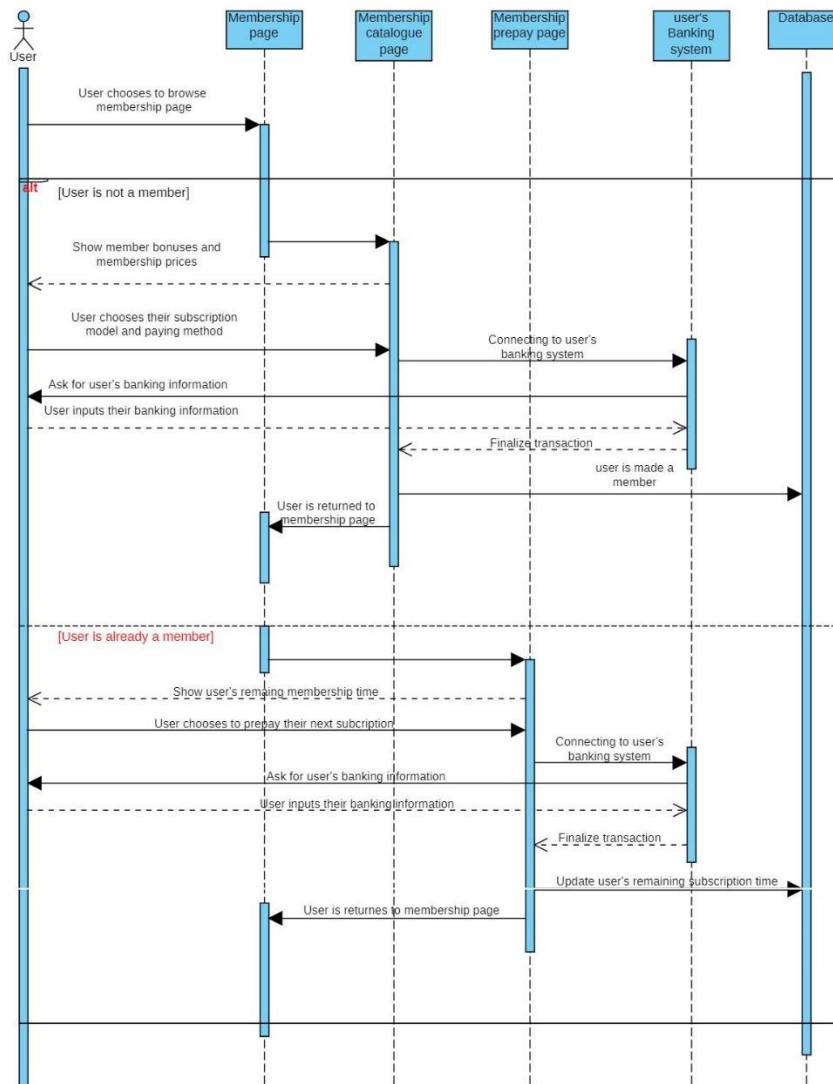 User
Membership
page
Membership
catalogue
page
Membership
prepay page
user's
Banking
system
Database
User chooses to browse
membership page
alt
[User is not a member]
Show member bonuses and
membership prices
User chooses their subscription
model and paying method
Connecting to user's
banking system
Ask for user's banking information
User inputs their banking information
Finalize transaction
user is made a
member
User is returned to
membership page
[User is already a member]
Show user's remaing membership time
User chooses to prepay their next subcription
Connecting to user's
banking system
Ask for user's banking information
User inputs their banking information
Finalize transaction
Update user's remaining subscription time
User is returnes to membership page